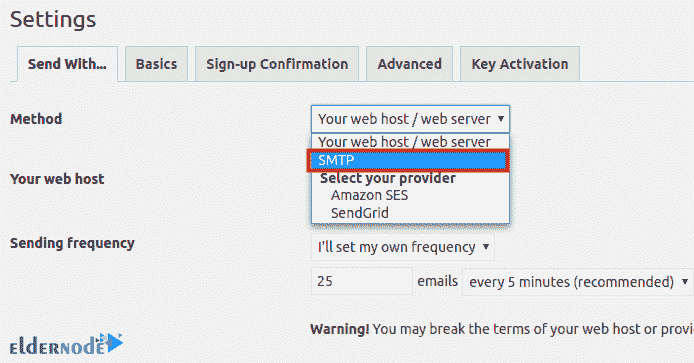 Settings
Send With...
Basics
Sign-up Confirmation
Advanced
Key Activation
Method
Your web host / web server
Your web host / web server
SMTP
Select your provider
Amazon SES
SendGrid
Your web host
Sending frequency
I'll set my own frequency
25 emails every 5 minutes (recommended)
Warning! You may break the terms of your web host or provi
ELDERNODE